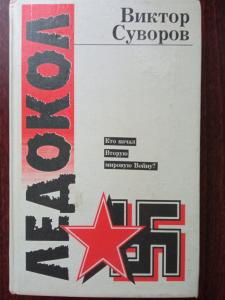 Виктор
Суворов
ЛЕДОКОЛ
Кто начал
Вторую
мировую Войну?